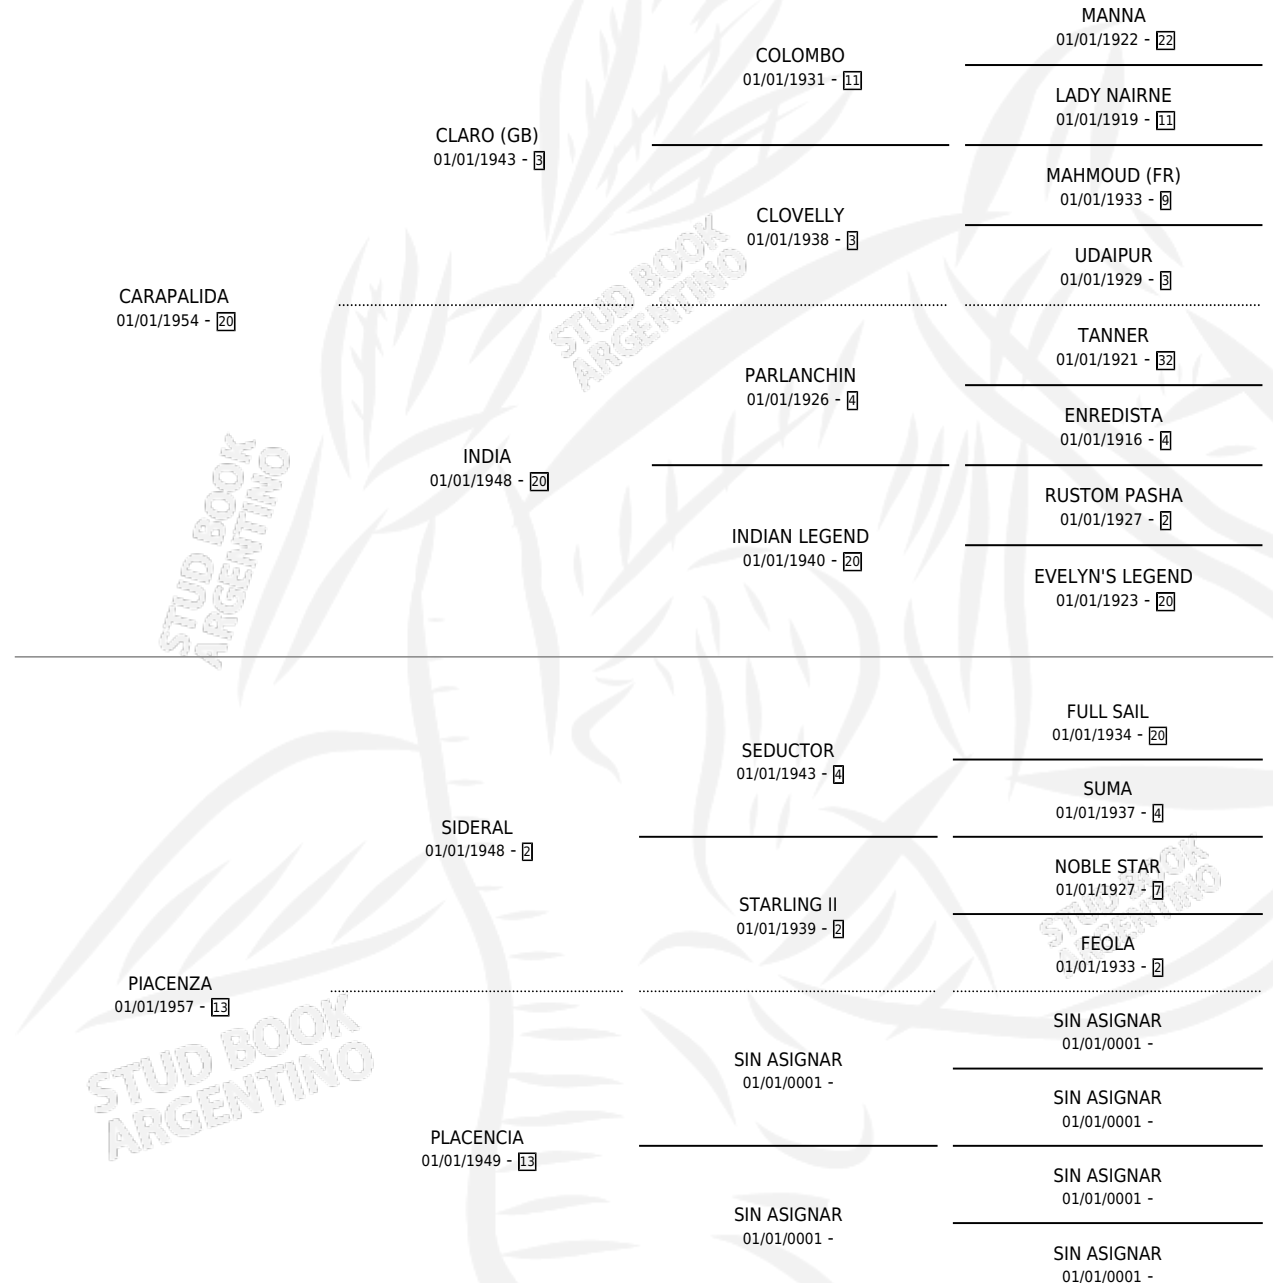 MANNA
01/01/1922 - 22
COLOMBO
01/01/1931 - 11
LADY NAIRNE
01/01/1919 - 11
CLARO (GB)
01/01/1943 - 3
MAHMOUD (FR)
01/01/1933 - 9
CLOVELLY
01/01/1938 - 3
UDAIPUR
01/01/1929 - 3
CARAPALIDA
01/01/1954 - 20
TANNER
01/01/1921 - 32
PARLANCHIN
01/01/1926 - 4
ENREDISTA
01/01/1916 - 4
INDIA
01/01/1948 - 20
RUSTOM PASHA
01/01/1927 - 2
INDIAN LEGEND
01/01/1940 - 20
EVELYN'S LEGEND
01/01/1923 - 20
STUD BOOK
ARGENTINO
STUD BOOK
ARGENTINO
FULL SAIL
01/01/1934 - 20
SEDUCTOR
01/01/1943 - 4
SUMA
01/01/1937 - 4
SIDERAL
01/01/1948 - 2
NOBLE STAR
01/01/1927 - 7
STARLING II
01/01/1939 - 2
FEOLA
01/01/1933 - 2
STUD BOOK
ARGENTINO
PIACENZA
01/01/1957 - 13
SIN ASIGNAR
01/01/0001 -
SIN ASIGNAR
01/01/0001 -
SIN ASIGNAR
01/01/0001 -
STUD BOOK
ARGENTINO
PLACENCIA
01/01/1949 - 13
SIN ASIGNAR
01/01/0001 -
SIN ASIGNAR
01/01/0001 -
SIN ASIGNAR
01/01/0001 -